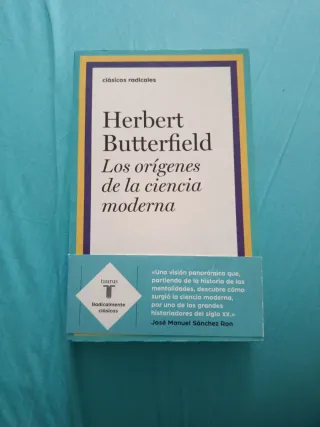 clásicos radicales
Herbert
Butterfield
Los orígenes
de la ciencia
moderna
taurus
T
Radicalmente
clásicos
«Una visión panorámica que,
partiendo de la historia de las
mentalidades, descubre cómo
surgió la ciencia moderna,
por uno de los grandes
historiadores del siglo XX.»
José Manuel Sánchez Ron